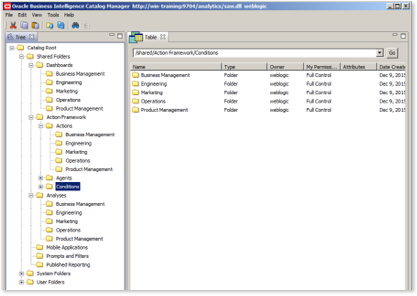 Oracle Business Intelligence Catalog Manager http://win-training:9704/analytics/saw.dll weblogic
File Edit View Tools Help
Tree
Catalog Root
Shared Folders
Dashboards
Business Management
Engineering
Marketing
Operations
Product Management
Action Framework
Actions
Business Management
Engineering
Marketing
Operations
Product Management
Agents
Conditions
Analyses
Business Management
Engineering
Marketing
Operations
Product Management
Mobile Applications
Prompts and Filters
Published Reporting
System Folders
User Folders
Table
/shared/Action Framework/Conditions
Go
Name Type Owner My Permiss... Attributes Date Created
Business Management Folder weblogic Full Control Dec 9, 2015
Engineering Folder weblogic Full Control Dec 9, 2015
Marketing Folder weblogic Full Control Dec 9, 2015
Operations Folder weblogic Full Control Dec 9, 2015
Product Management Folder weblogic Full Control Dec 9, 2015